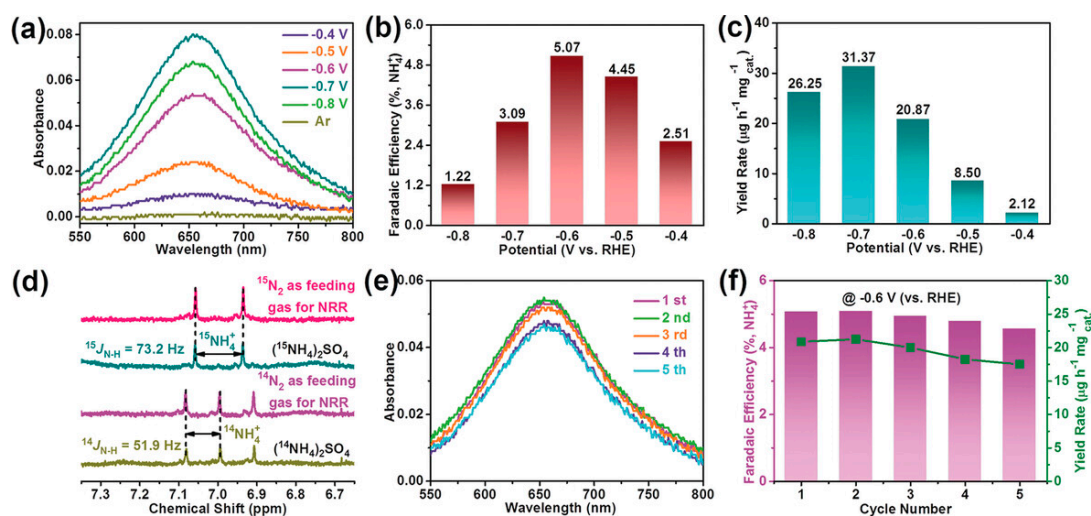 (a)
0.08
0.06
0.04
0.02
0.00
Absorbance
-0.4 V
-0.5 V
-0.6 V
-0.7 V
-0.8 V
Ar
550 600 650 700 750 800
Wavelength (nm)
(b)
6.0
4.8
3.6
2.4
1.2
0.0
Faradaic Efficiency (%, NH₄⁺)
1.22
3.09
5.07
4.45
2.51
-0.8 -0.7 -0.6 -0.5 -0.4
Potential (V vs. RHE)
(c)
40
30
20
10
0
Yield Rate (μg h⁻¹ mg⁻¹cat.)
26.25
31.37
20.87
8.50
2.12
-0.8 -0.7 -0.6 -0.5 -0.4
Potential (V vs. RHE)
(d)
¹⁵N₂ as feeding
gas for NRR
¹⁵J_N-H = 73.2 Hz
¹⁵NH₄⁺
(¹⁵NH₄)₂SO₄
¹⁴N₂ as feeding
gas for NRR
¹⁴J_N-H = 51.9 Hz
¹⁴NH₄⁺
(¹⁴NH₄)₂SO₄
7.3 7.2 7.1 7.0 6.9 6.8 6.7
Chemical Shift (ppm)
(e)
0.06
0.04
0.02
0.00
Absorbance
1 st
2 nd
3 rd
4 th
5 th
550 600 650 700 750 800
Wavelength (nm)
(f)
6
4
2
0
Faradaic Efficiency (%, NH₄⁺)
@ -0.6 V (vs. RHE)
30
25
20
15
10
5
0
Yield Rate (μg h⁻¹ mg⁻¹cat.)
1 2 3 4 5
Cycle Number